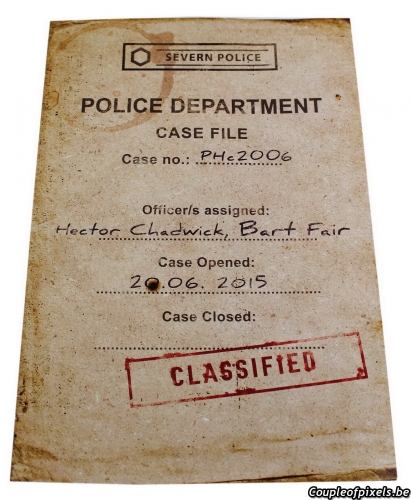 SEVERN POLICE
POLICE DEPARTMENT
CASE FILE
Case no.: PHc2006
Officer/s assigned:
Hector Chadwick, Bart Fair
Case Opened:
20.06. 2015
Case Closed:
CLASSIFIED
Coupleofpixels.be